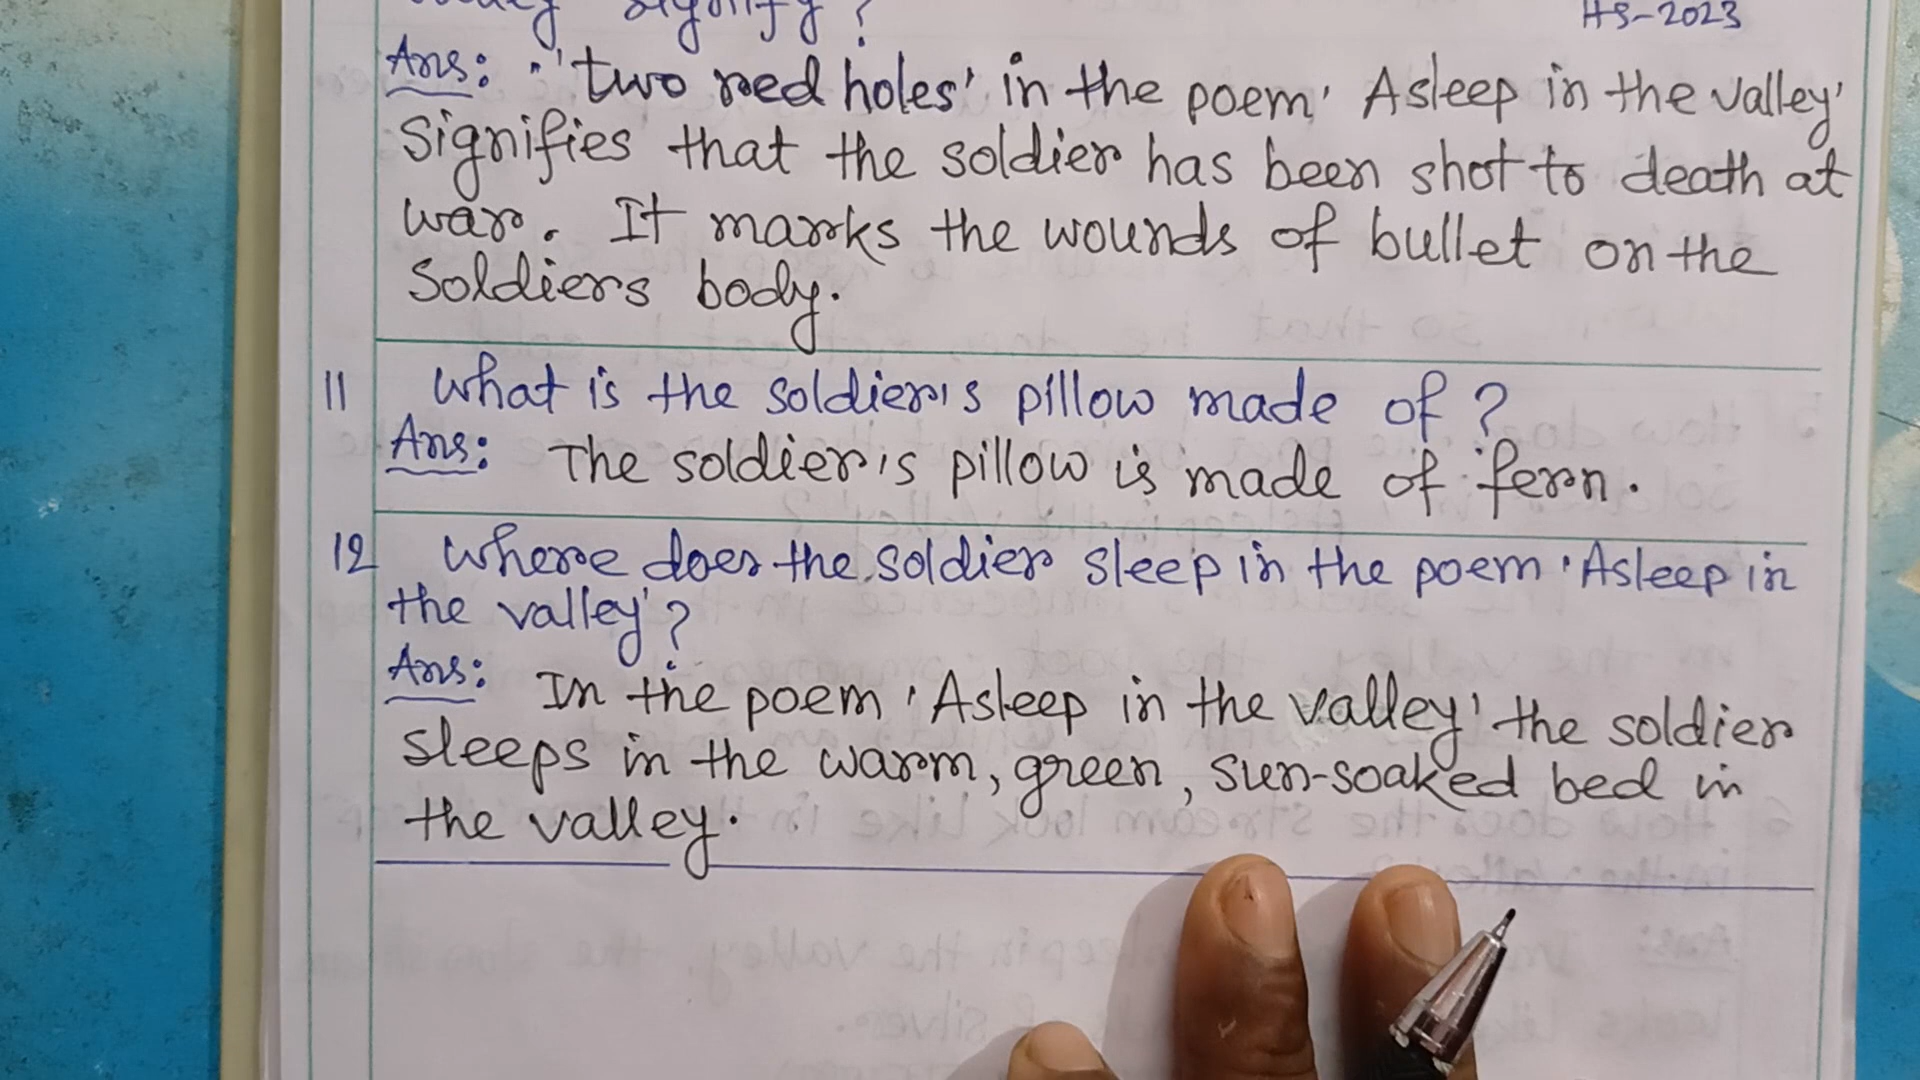 signify?
HS-2023
Ans: 'two red holes' in the poem 'Asleep in the valley'
signifies that the soldier has been shot to death at
war. It marks the wounds of bullet on the
soldiers body.
11 What is the soldier's pillow made of?
Ans: The soldier's pillow is made of fern.
12 Where does the soldier sleep in the poem 'Asleep in
the valley'?
Ans: In the poem 'Asleep in the valley' the soldier
sleeps in the warm, green, sun-soaked bed in
the valley.